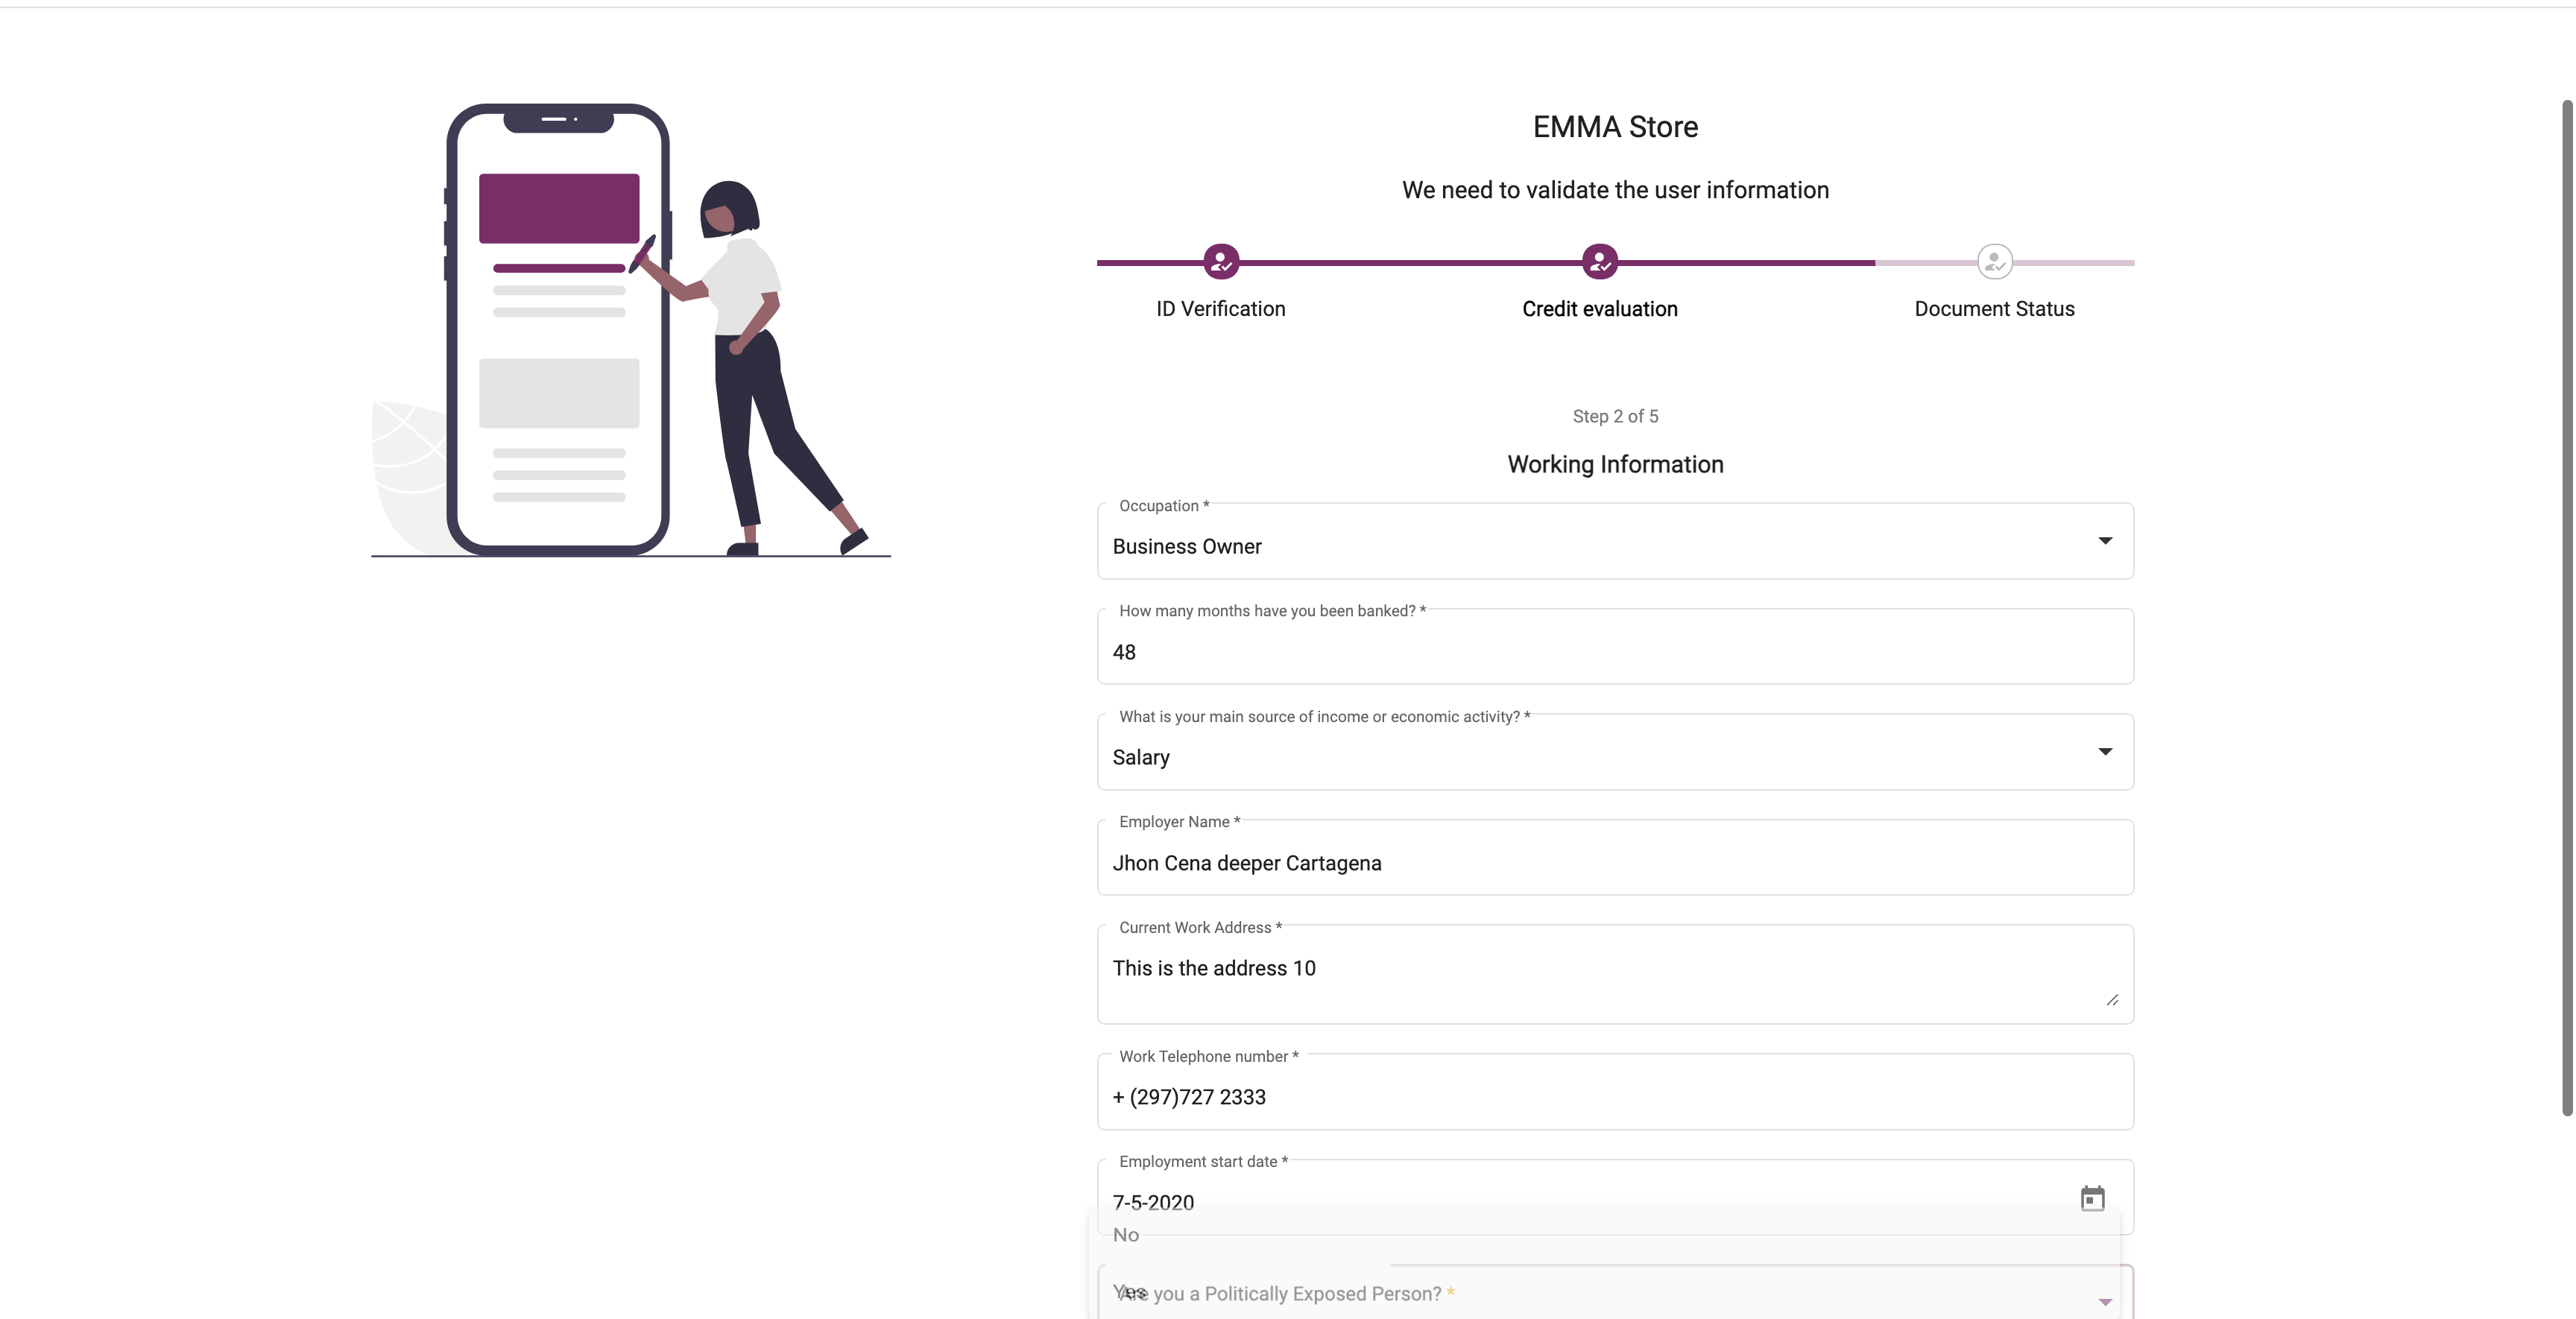 EMMA Store
We need to validate the user information
ID Verification
Credit evaluation
Document Status
Step 2 of 5
Working Information
Occupation *
Business Owner
How many months have you been banked? *
48
What is your main source of income or economic activity? *
Salary
Employer Name *
Jhon Cena deeper Cartagena
Current Work Address *
This is the address 10
Work Telephone number *
+ (297)727 2333
Employment start date *
7-5-2020
No
Yes
Are you a Politically Exposed Person? *